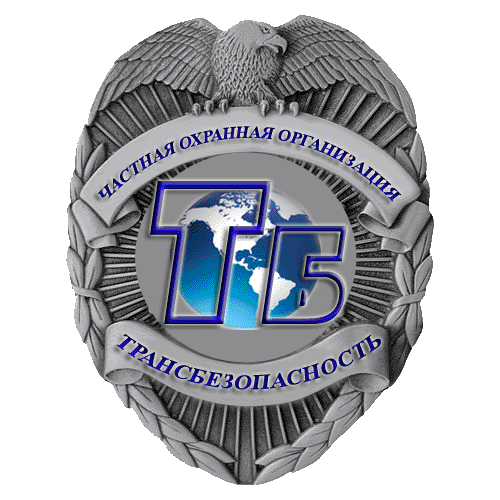 ЧАСТНАЯ ОХРАННАЯ ОРГАНИЗАЦИЯ
ТБ
ТРАНСБЕЗОПАСНОСТЬ